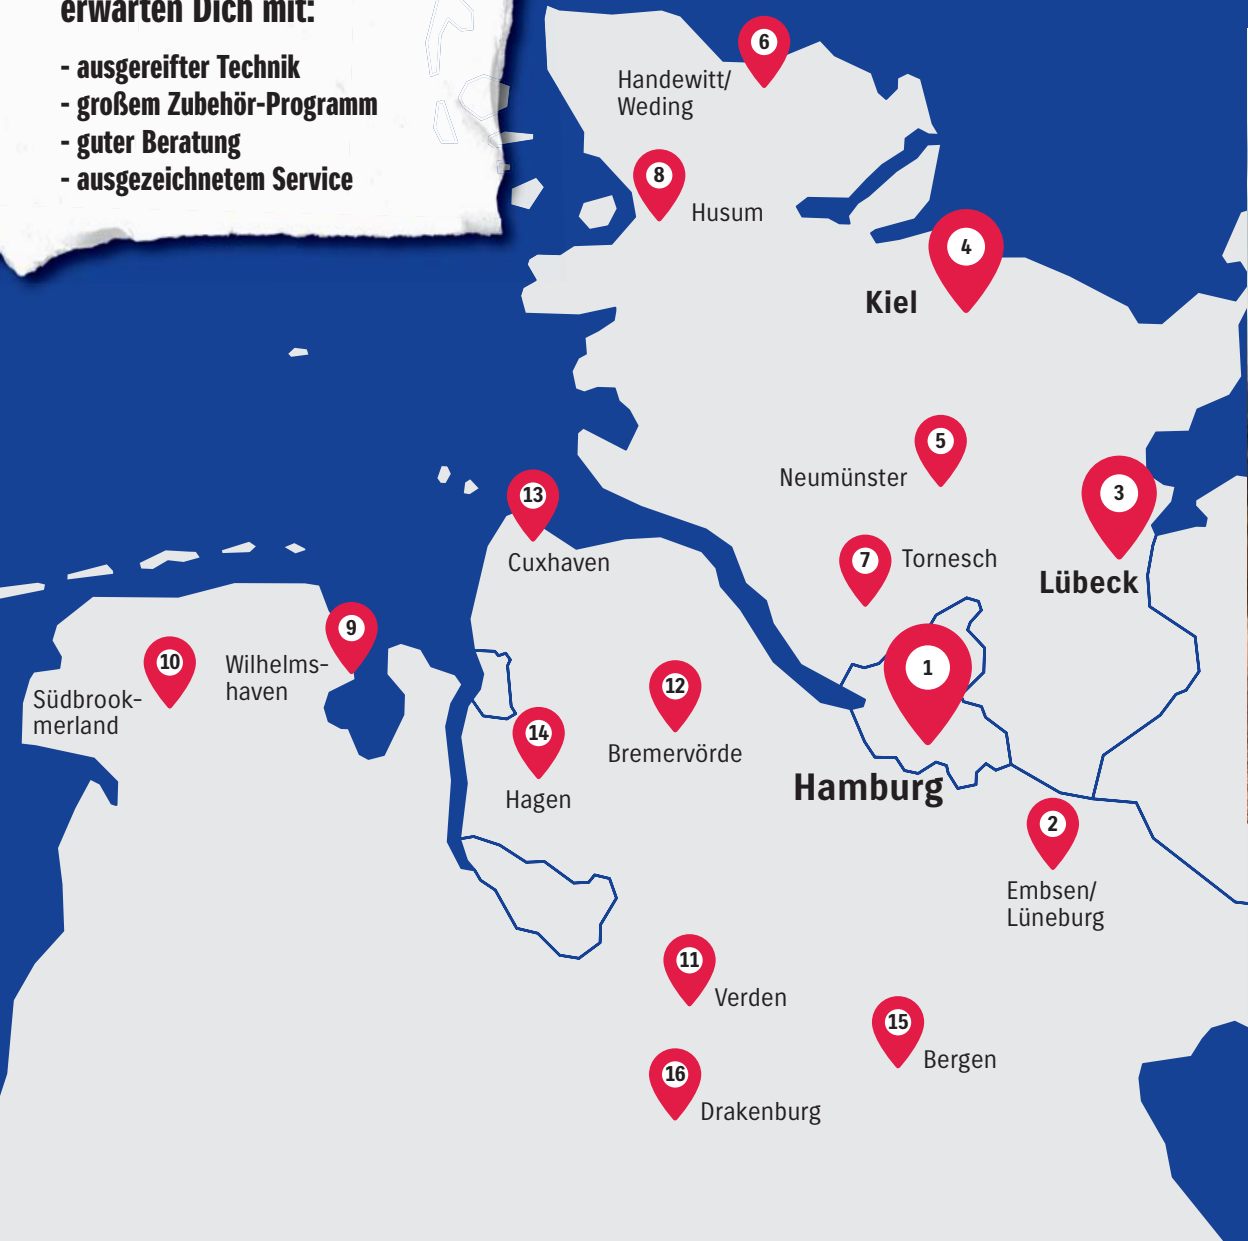 erwarten Dich mit:
- ausgereifter Technik
- großem Zubehör-Programm
- guter Beratung
- ausgezeichnetem Service
6
Handewitt/
Weding
8
Husum
4
Kiel
5
Neumünster
3
Lübeck
13
Cuxhaven
7
Tornesch
9
Wilhelms-
haven
10
Südbrook-
merland
1
Hamburg
12
Bremervörde
14
Hagen
2
Embsen/
Lüneburg
11
Verden
15
Bergen
16
Drakenburg